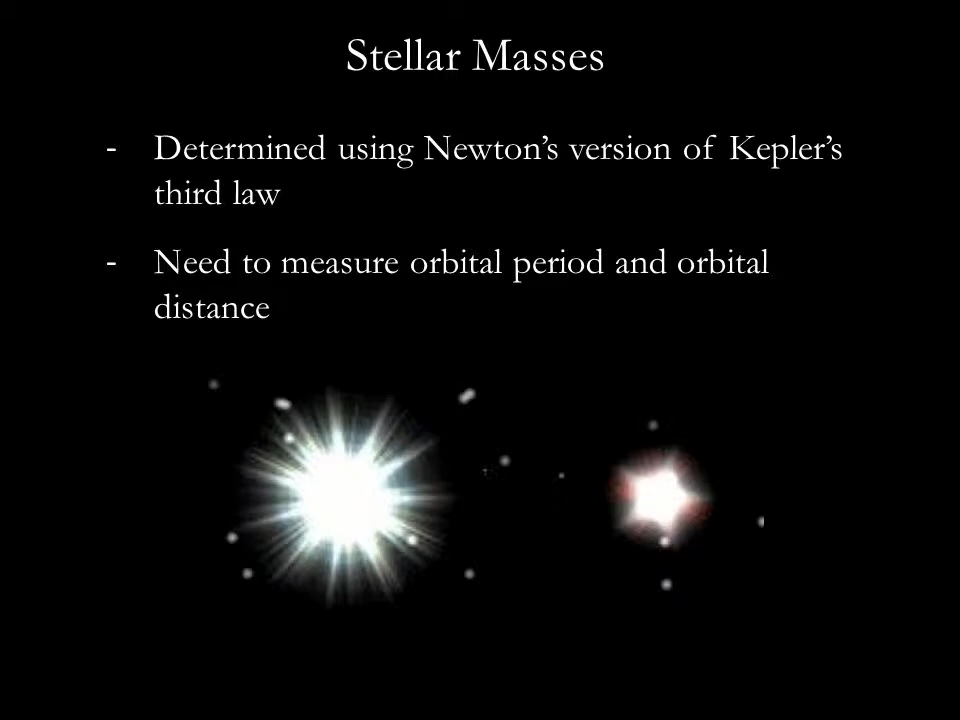 Stellar Masses
- Determined using Newton’s version of Kepler’s
third law
- Need to measure orbital period and orbital
distance